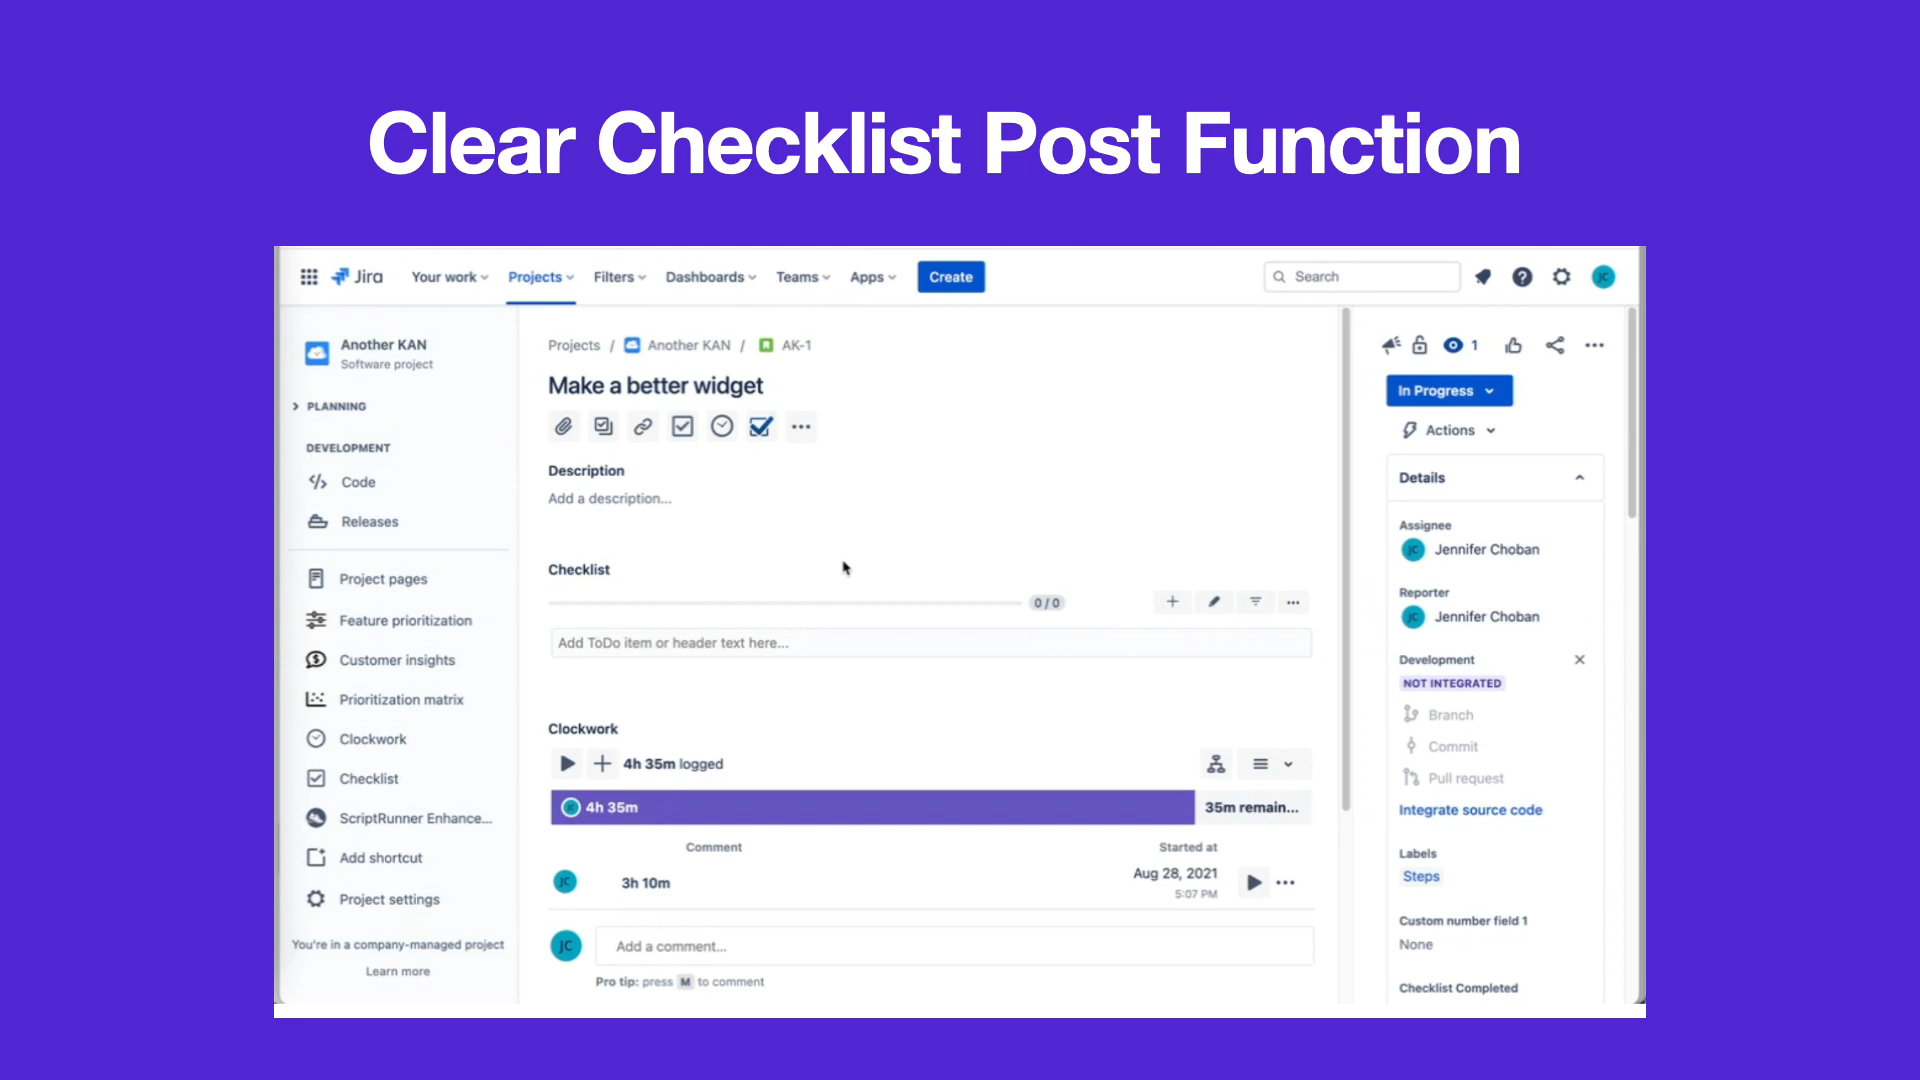 Clear Checklist Post Function
Jira
Your work
Projects
Filters
Dashboards
Teams
Apps
Create
Search
JC
Another KAN
Software project
PLANNING
DEVELOPMENT
Code
Releases
Project pages
Feature prioritization
Customer insights
Prioritization matrix
Clockwork
Checklist
ScriptRunner Enhance...
Add shortcut
Project settings
You're in a company-managed project
Learn more
Projects / Another KAN / AK-1
Make a better widget
Description
Add a description...
Checklist
0 / 0
Add ToDo item or header text here...
Clockwork
4h 35m logged
4h 35m
35m remain...
Comment
Started at
JC
3h 10m
Aug 28, 2021
5:07 PM
JC
Add a comment...
Pro tip: press M to comment
1
In Progress
Actions
Details
Assignee
JC Jennifer Choban
Reporter
JC Jennifer Choban
Development
NOT INTEGRATED
Branch
Commit
Pull request
Integrate source code
Labels
Steps
Custom number field 1
None
Checklist Completed